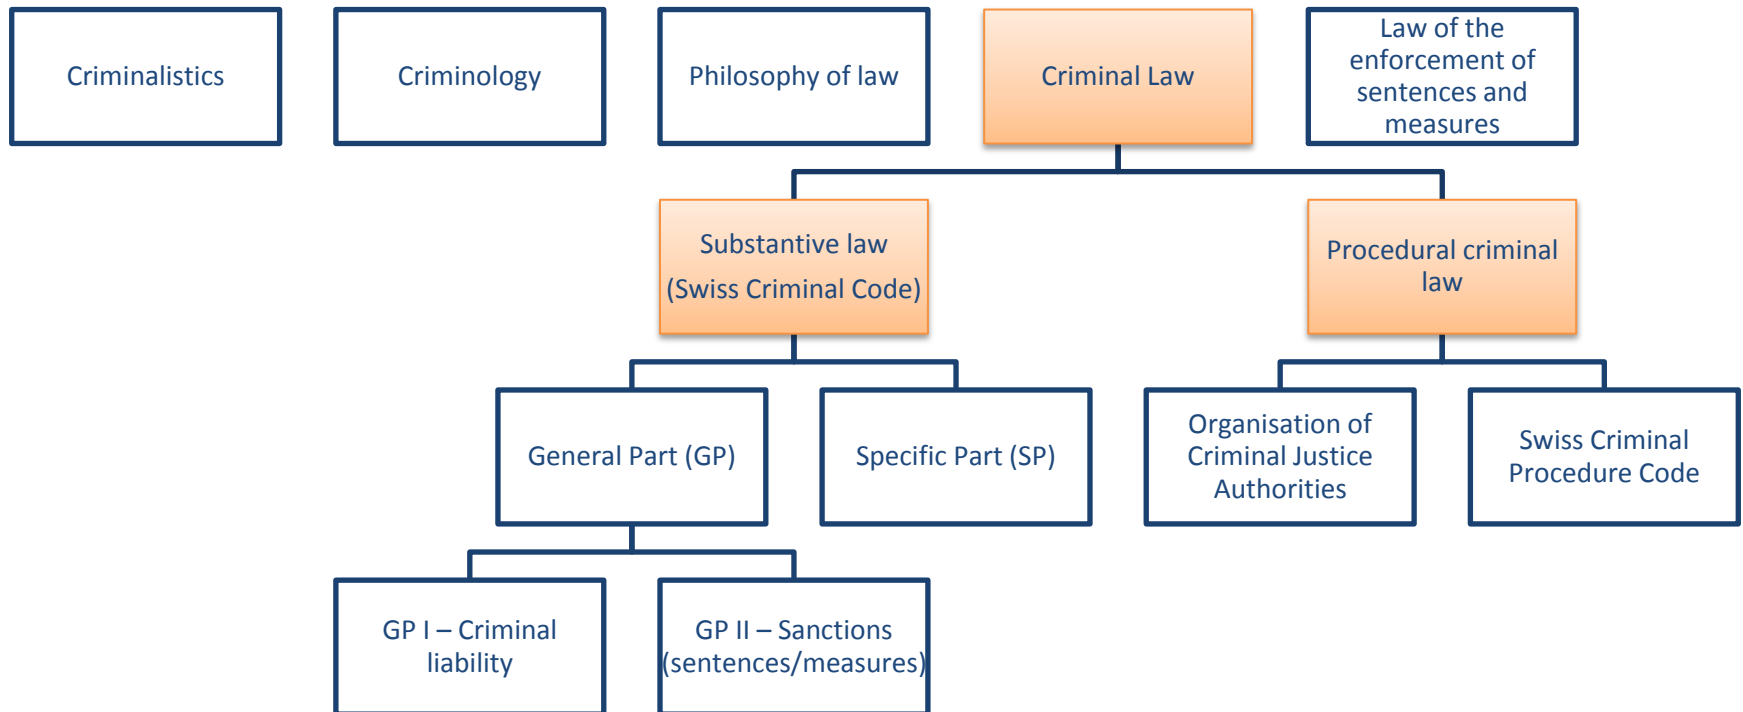 Criminalistics
Criminology
Philosophy of law
Criminal Law
Law of the
enforcement of
sentences and
measures
Substantive law
(Swiss Criminal Code)
Procedural criminal
law
General Part (GP)
Specific Part (SP)
Organisation of
Criminal Justice
Authorities
Swiss Criminal
Procedure Code
GP I – Criminal
liability
GP II – Sanctions
(sentences/measures)